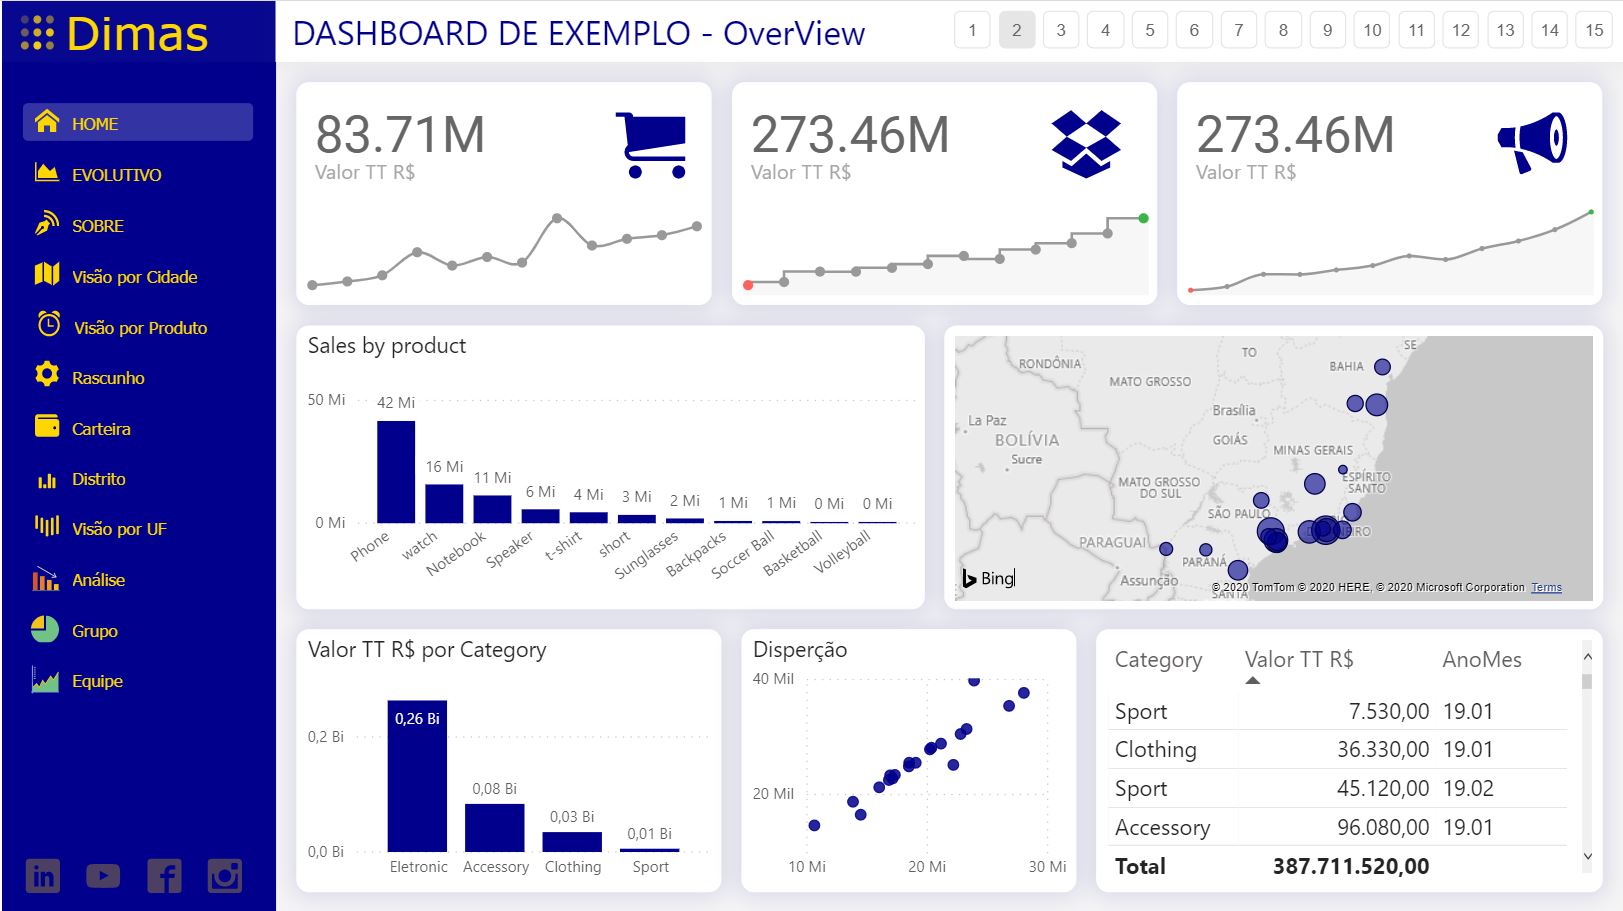 Dimas
DASHBOARD DE EXEMPLO - OverView
1 2 3 4 5 6 7 8 9 10 11 12 13 14 15
HOME
EVOLUTIVO
SOBRE
Visão por Cidade
Visão por Produto
Rascunho
Carteira
Distrito
Visão por UF
Análise
Grupo
Equipe
in
83.71M
Valor TT R$
273.46M
Valor TT R$
273.46M
Valor TT R$
Sales by product
50 Mi
0 Mi
42 Mi
16 Mi
11 Mi
6 Mi
4 Mi
3 Mi
2 Mi
1 Mi
1 Mi
0 Mi
0 Mi
Phone
watch
Notebook
Speaker
t-shirt
short
Sunglasses
Backpacks
Soccer Ball
Basketball
Volleyball
SE
TO
RONDÔNIA
BAHIA
MATO GROSSO
Brasília
La Paz
GOIÁS
BOLÍVIA
Sucre
MINAS GERAIS
ESPÍRITO
SANTO
MATO GROSSO
DO SUL
SÃO PAULO
PARAGUAI
PARANÁ
Assunção
SANTA
Bing
© 2020 TomTom © 2020 HERE, © 2020 Microsoft Corporation Terms
Valor TT R$ por Category
0,2 Bi
0,0 Bi
0,26 Bi
0,08 Bi
0,03 Bi
0,01 Bi
Eletronic
Accessory
Clothing
Sport
Disperção
40 Mil
20 Mil
10 Mi
20 Mi
30 Mi
Category Valor TT R$ AnoMes
Sport 7.530,00 19.01
Clothing 36.330,00 19.01
Sport 45.120,00 19.02
Accessory 96.080,00 19.01
Total 387.711.520,00